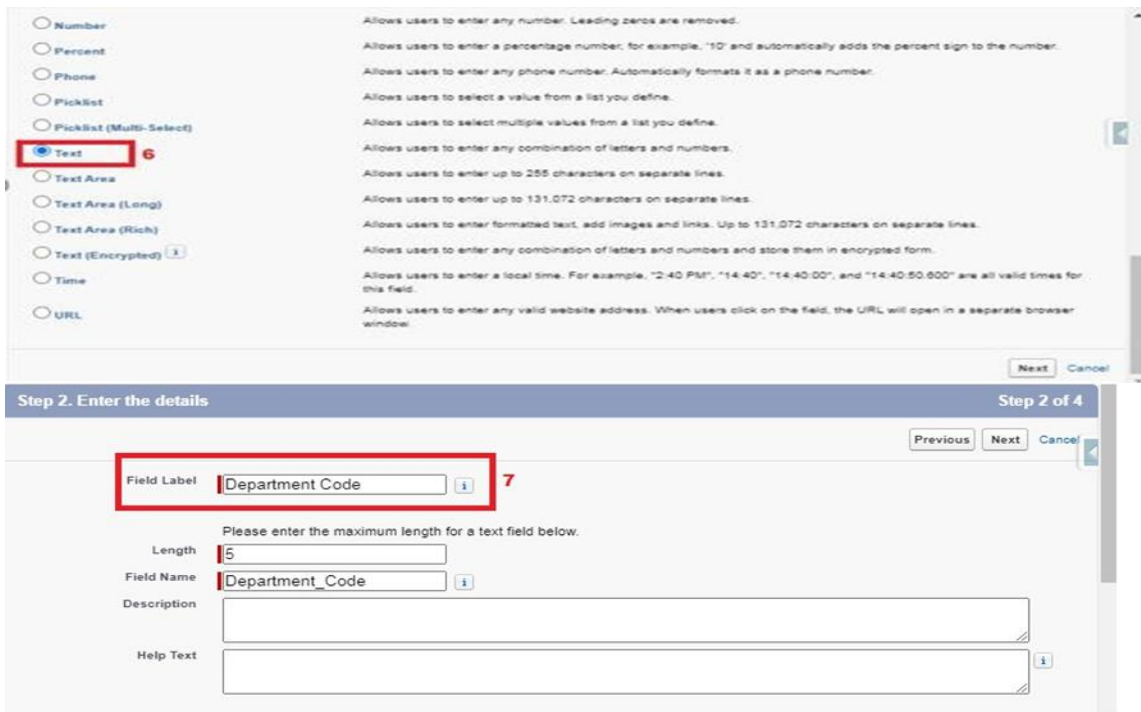 Number Allows users to enter any number. Leading zeros are removed.
Percent Allows users to enter a percentage number, for example, '10' and automatically adds the percent sign to the number.
Phone Allows users to enter any phone number. Automatically formats it as a phone number.
Picklist Allows users to select a value from a list you define.
Picklist (Multi-Select) Allows users to select multiple values from a list you define.
Text 6 Allows users to enter any combination of letters and numbers.
Text Area Allows users to enter up to 255 characters on separate lines.
Text Area (Long) Allows users to enter up to 131,072 characters on separate lines.
Text Area (Rich) Allows users to enter formatted text, add images and links. Up to 131,072 characters on separate lines.
Text (Encrypted) i Allows users to enter any combination of letters and numbers and store them in encrypted form.
Time Allows users to enter a local time. For example, "2:40 PM", "14:40", "14:40:00", and "14:40:50.600" are all valid times for
this field.
URL Allows users to enter any valid website address. When users click on the field, the URL will open in a separate browser
window.
Next Cancel
Step 2. Enter the details Step 2 of 4
Previous Next Cancel
Field Label Department Code i 7
Please enter the maximum length for a text field below.
Length 5
Field Name Department_Code i
Description
Help Text i